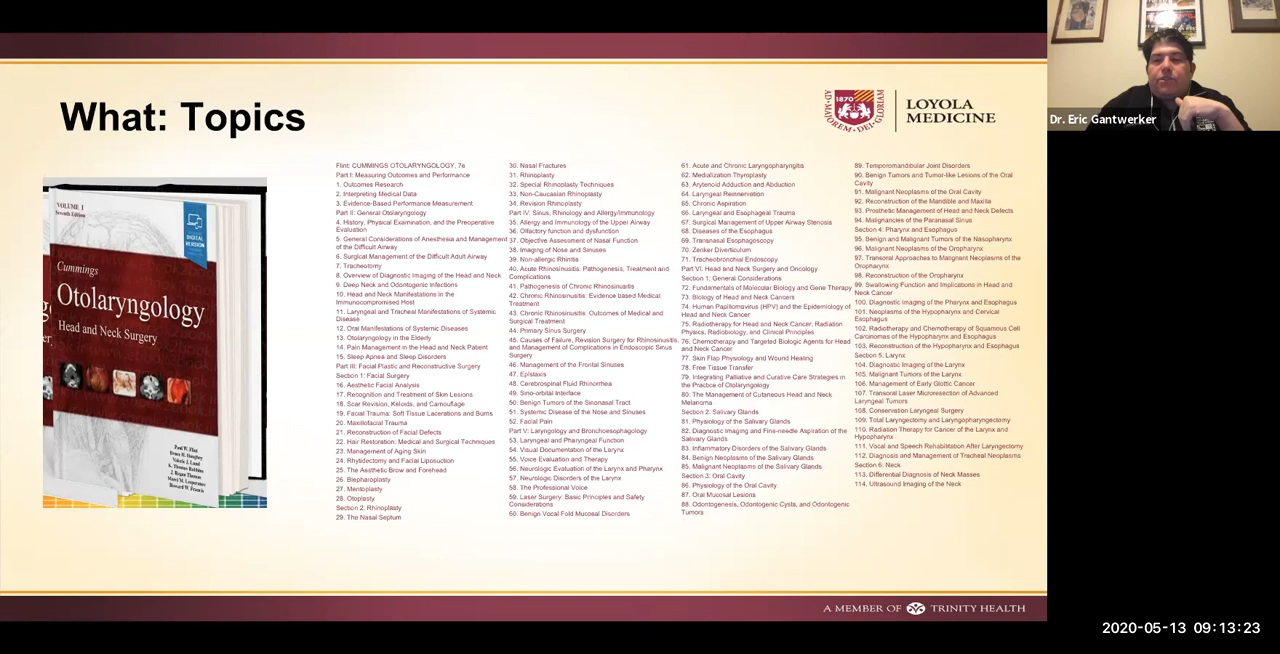 What: Topics
1870
AD MAJOREM DEI GLORIAM
LOYOLA
MEDICINE
Dr. Eric Gantwerker
VOLUME I
Seventh Edition
DIGITAL
VERSION
Cummings
Otolaryngology
Head and Neck Surgery
Paul W. Flint
Bruce H. Haughey
Valerie J. Lund
K. Thomas Robbins
J. Regan Thomas
Marci M. Lesperance
Howard W. Francis
Flint: CUMMINGS OTOLARYNGOLOGY, 7e
Part I: Measuring Outcomes and Performance
1. Outcomes Research
2. Interpreting Medical Data
3. Evidence-Based Performance Measurement
Part II: General Otolaryngology
4. History, Physical Examination, and the Preoperative
Evaluation
5. General Considerations of Anesthesia and Management
of the Difficult Airway
6. Surgical Management of the Difficult Adult Airway
7. Tracheotomy
8. Overview of Diagnostic Imaging of the Head and Neck
9. Deep Neck and Odontogenic Infections
10. Head and Neck Manifestations in the
Immunocompromised Host
11. Laryngeal and Tracheal Manifestations of Systemic
Disease
12. Oral Manifestations of Systemic Diseases
13. Otolaryngology in the Elderly
14. Pain Management in the Head and Neck Patient
15. Sleep Apnea and Sleep Disorders
Part III: Facial Plastic and Reconstructive Surgery
Section 1: Facial Surgery
16. Aesthetic Facial Analysis
17. Recognition and Treatment of Skin Lesions
18. Scar Revision, Keloids, and Camouflage
19. Facial Trauma: Soft Tissue Lacerations and Burns
20. Maxillofacial Trauma
21. Reconstruction of Facial Defects
22. Hair Restoration: Medical and Surgical Techniques
23. Management of Aging Skin
24. Rhytidectomy and Facial Liposuction
25. The Aesthetic Brow and Forehead
26. Blepharoplasty
27. Mentoplasty
28. Otoplasty
Section 2: Rhinoplasty
29. The Nasal Septum
30. Nasal Fractures
31. Rhinoplasty
32. Special Rhinoplasty Techniques
33. Non-Caucasian Rhinoplasty
34. Revision Rhinoplasty
Part IV: Sinus, Rhinology and Allergy/Immunology
35. Allergy and Immunology of the Upper Airway
36. Olfactory function and dysfunction
37. Objective Assessment of Nasal Function
38. Imaging of Nose and Sinuses
39. Non-allergic Rhinitis
40. Acute Rhinosinusitis: Pathogenesis, Treatment and
Complications
41. Pathogenesis of Chronic Rhinosinusitis
42. Chronic Rhinosinusitis: Evidence based Medical
Treatment
43. Chronic Rhinosinusitis: Outcomes of Medical and
Surgical Treatment
44. Primary Sinus Surgery
45. Causes of Failure, Revision Surgery for Rhinosinusitis,
and Management of Complications in Endoscopic Sinus
Surgery
46. Management of the Frontal Sinuses
47. Epistaxis
48. Cerebrospinal Fluid Rhinorrhea
49. Sino-orbital Interface
50. Benign Tumors of the Sinonasal Tract
51. Systemic Disease of the Nose and Sinuses
52. Facial Pain
Part V: Laryngology and Bronchoesophagology
53. Laryngeal and Pharyngeal Function
54. Visual Documentation of the Larynx
55. Voice Evaluation and Therapy
56. Neurologic Evaluation of the Larynx and Pharynx
57. Neurologic Disorders of the Larynx
58. The Professional Voice
59. Laser Surgery: Basic Principles and Safety
Considerations
60. Benign Vocal Fold Mucosal Disorders
61. Acute and Chronic Laryngopharyngitis
62. Medialization Thyroplasty
63. Arytenoid Adduction and Abduction
64. Laryngeal Reinnervation
65. Chronic Aspiration
66. Laryngeal and Esophageal Trauma
67. Surgical Management of Upper Airway Stenosis
68. Diseases of the Esophagus
69. Transnasal Esophagoscopy
70. Zenker Diverticulum
71. Tracheobronchial Endoscopy
Part VI. Head and Neck Surgery and Oncology
Section 1: General Considerations
72. Fundamentals of Molecular Biology and Gene Therapy
73. Biology of Head and Neck Cancers
74. Human Papillomavirus (HPV) and the Epidemiology of
Head and Neck Cancer
75. Radiotherapy for Head and Neck Cancer, Radiation
Physics, Radiobiology, and Clinical Principles
76. Chemotherapy and Targeted Biologic Agents for Head
and Neck Cancer
77. Skin Flap Physiology and Wound Healing
78. Free Tissue Transfer
79. Integrating Palliative and Curative Care Strategies in
the Practice of Otolaryngology
80. The Management of Cutaneous Head and Neck
Melanoma
Section 2: Salivary Glands
81. Physiology of the Salivary Glands
82. Diagnostic Imaging and Fine-needle Aspiration of the
Salivary Glands
83. Inflammatory Disorders of the Salivary Glands
84. Benign Neoplasms of the Salivary Glands
85. Malignant Neoplasms of the Salivary Glands
Section 3: Oral Cavity
86. Physiology of the Oral Cavity
87. Oral Mucosal Lesions
88. Odontogenesis, Odontogenic Cysts, and Odontogenic
Tumors
89. Temporomandibular Joint Disorders
90. Benign Tumors and Tumor-like Lesions of the Oral
Cavity
91. Malignant Neoplasms of the Oral Cavity
92. Reconstruction of the Mandible and Maxilla
93. Prosthetic Management of Head and Neck Defects
94. Malignancies of the Paranasal Sinus
Section 4: Pharynx and Esophagus
95. Benign and Malignant Tumors of the Nasopharynx
96. Malignant Neoplasms of the Oropharynx
97. Transoral Approaches to Malignant Neoplasms of the
Oropharynx
98. Reconstruction of the Oropharynx
99. Swallowing Function and Implications in Head and
Neck Cancer
100. Diagnostic Imaging of the Pharynx and Esophagus
101. Neoplasms of the Hypopharynx and Cervical
Esophagus
102. Radiotherapy and Chemotherapy of Squamous Cell
Carcinomas of the Hypopharynx and Esophagus
103. Reconstruction of the Hypopharynx and Esophagus
Section 5: Larynx
104. Diagnostic Imaging of the Larynx
105. Malignant Tumors of the Larynx
106. Management of Early Glottic Cancer
107. Transoral Laser Microresection of Advanced
Laryngeal Tumors
108. Conservation Laryngeal Surgery
109. Total Laryngectomy and Laryngopharyngectomy
110. Radiation Therapy for Cancer of the Larynx and
Hypopharynx
111. Vocal and Speech Rehabilitation After Laryngectomy
112. Diagnosis and Management of Tracheal Neoplasms
Section 6: Neck
113. Differential Diagnosis of Neck Masses
114. Ultrasound Imaging of the Neck
A MEMBER OF TRINITY HEALTH
2020-05-13 09:13:23